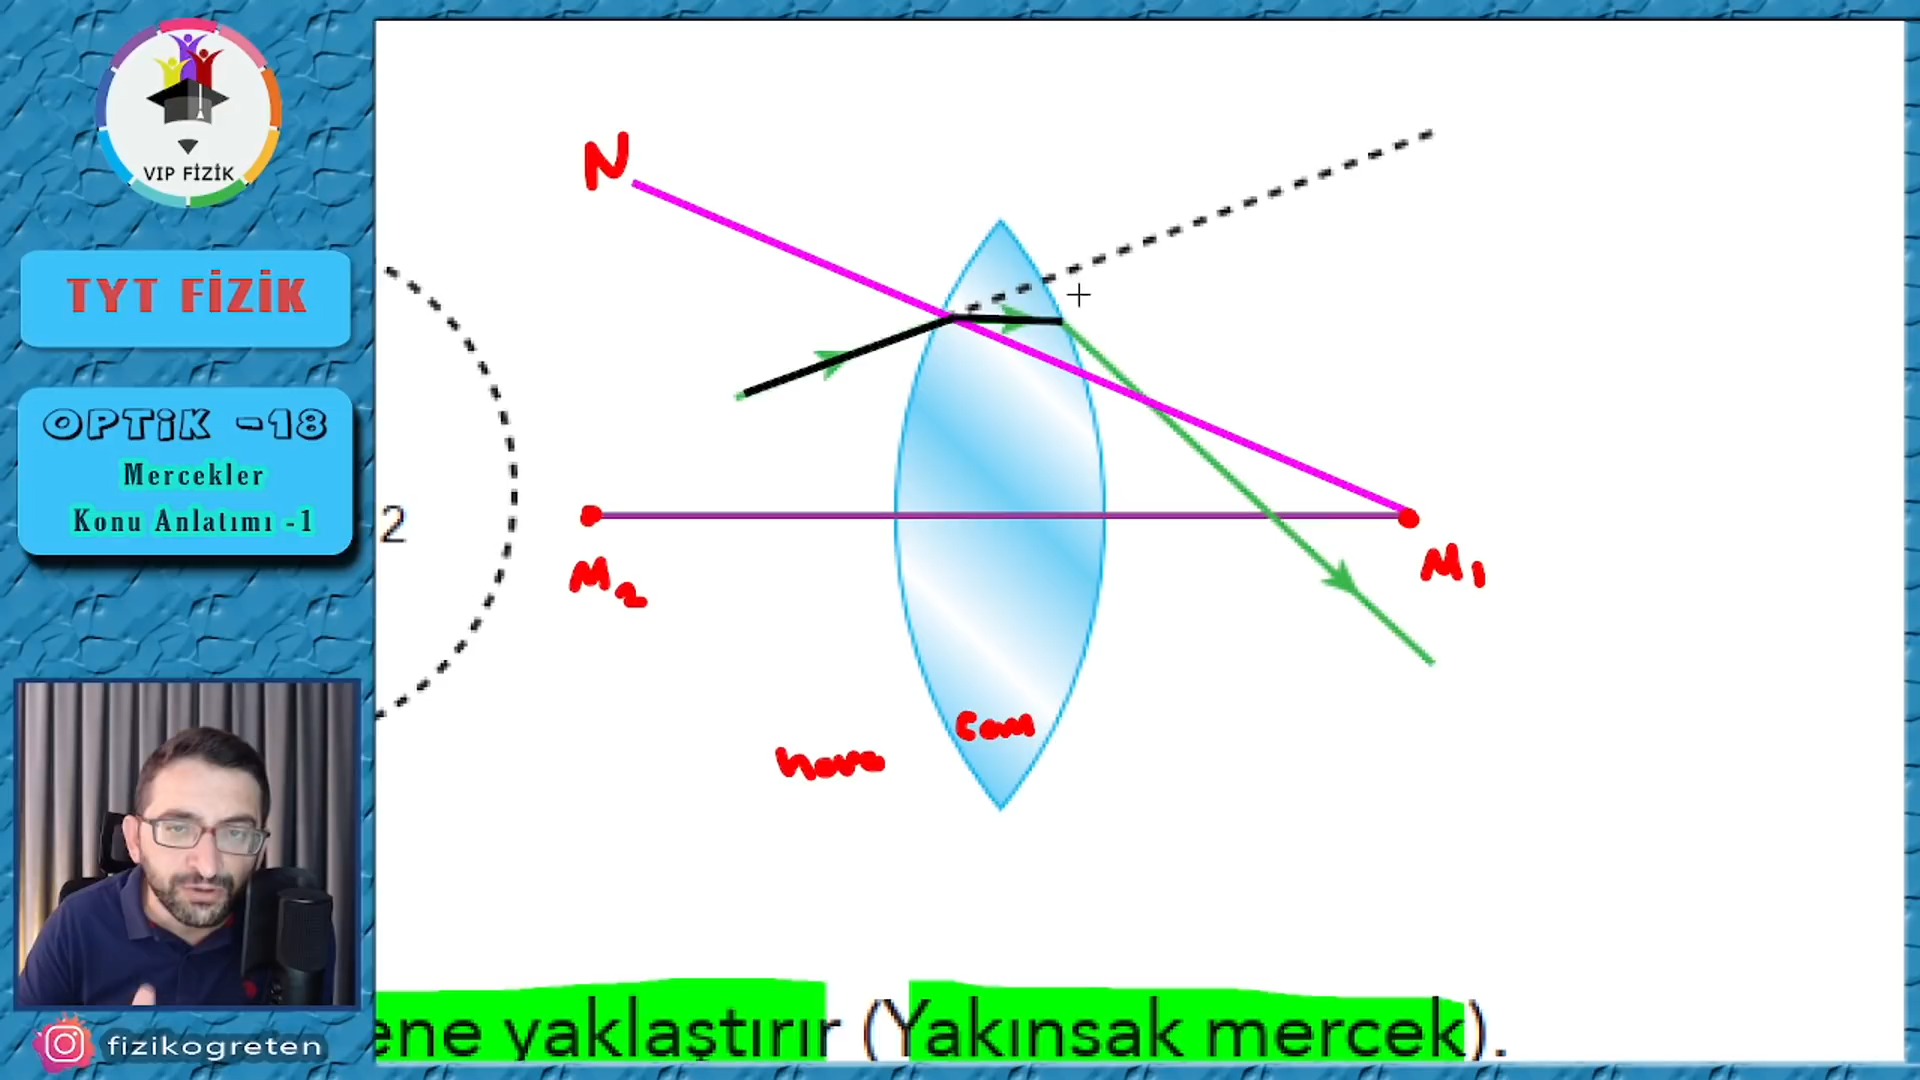 VIP FİZİK
TYT FİZİK
OPTiK -18
Mercekler
Konu Anlatımı -1
fizikogreten
N
2
M2
M1
Cam
hava
ene yaklaştırır (Yakınsak mercek).